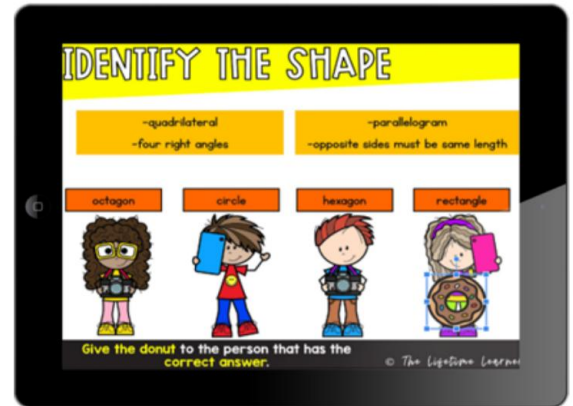 IDENTIFY THE SHAPE
-quadrilateral
-four right angles
-parallelogram
-opposite sides must be same length
octagon
circle
hexagon
rectangle
Give the donut to the person that has the
correct answer.
© The Lifetime Learne